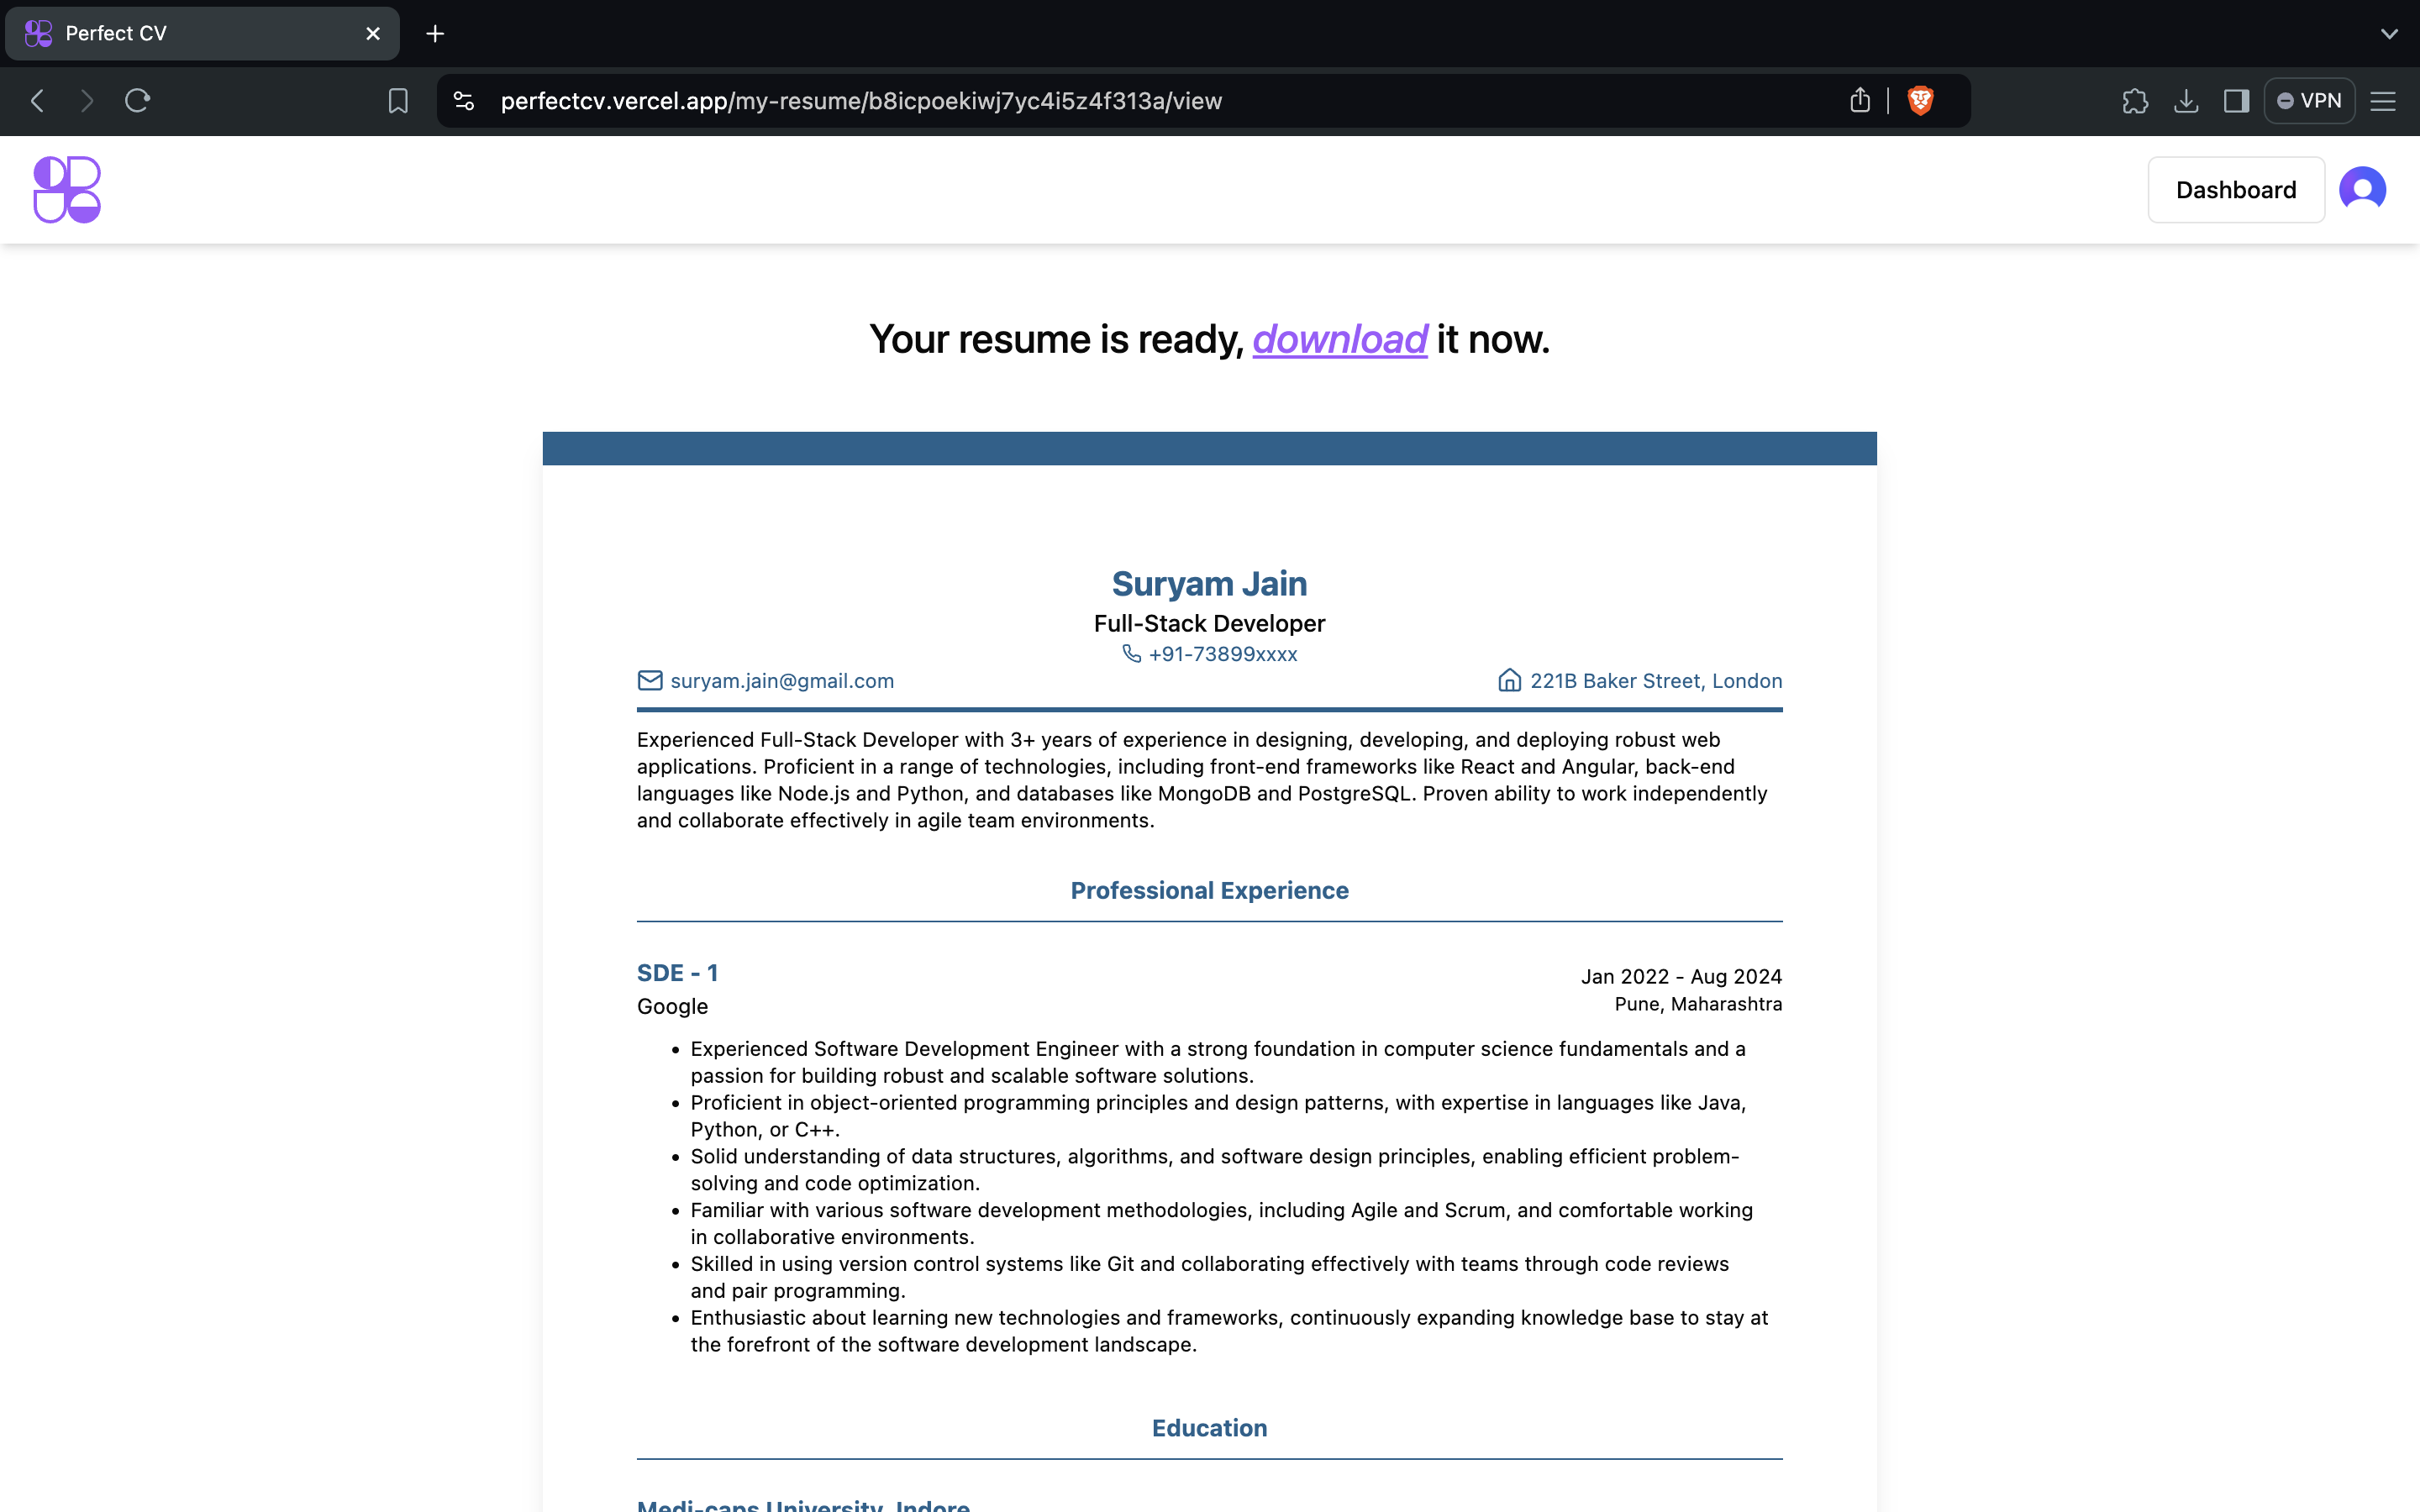 Perfect CV
perfectcv.vercel.app/my-resume/b8icpoekiwj7yc4i5z4f313a/view
VPN
Dashboard
Your resume is ready, download it now.
Suryam Jain
Full-Stack Developer
+91-73899xxxx
suryam.jain@gmail.com
221B Baker Street, London
Experienced Full-Stack Developer with 3+ years of experience in designing, developing, and deploying robust web
applications. Proficient in a range of technologies, including front-end frameworks like React and Angular, back-end
languages like Node.js and Python, and databases like MongoDB and PostgreSQL. Proven ability to work independently
and collaborate effectively in agile team environments.
Professional Experience
SDE - 1
Jan 2022 - Aug 2024
Google
Pune, Maharashtra
• Experienced Software Development Engineer with a strong foundation in computer science fundamentals and a
passion for building robust and scalable software solutions.
• Proficient in object-oriented programming principles and design patterns, with expertise in languages like Java,
Python, or C++.
• Solid understanding of data structures, algorithms, and software design principles, enabling efficient problem-
solving and code optimization.
• Familiar with various software development methodologies, including Agile and Scrum, and comfortable working
in collaborative environments.
• Skilled in using version control systems like Git and collaborating effectively with teams through code reviews
and pair programming.
• Enthusiastic about learning new technologies and frameworks, continuously expanding knowledge base to stay at
the forefront of the software development landscape.
Education
Medi-caps University, Indore